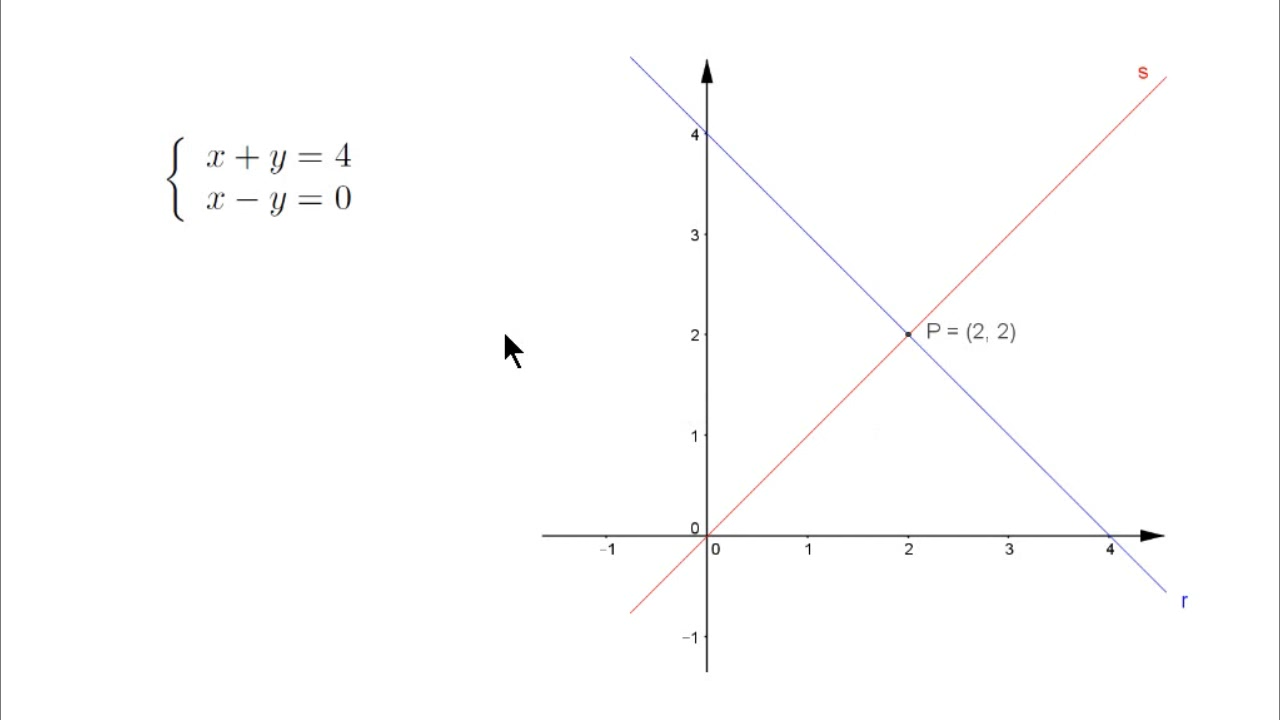 x + y = 4
x − y = 0
s
4
3
2
P = (2, 2)
1
0
−1 0 1 2 3 4
r
−1